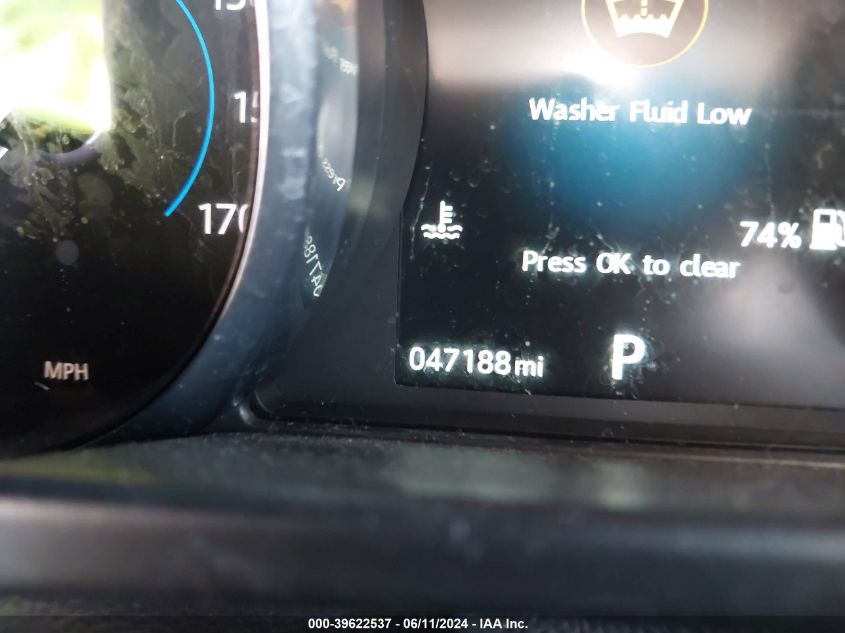 Washer Fluid Low
74%
Press OK to clear
047188 mi
P
170
MPH
000-39622537 - 06/11/2024 - IAA Inc.